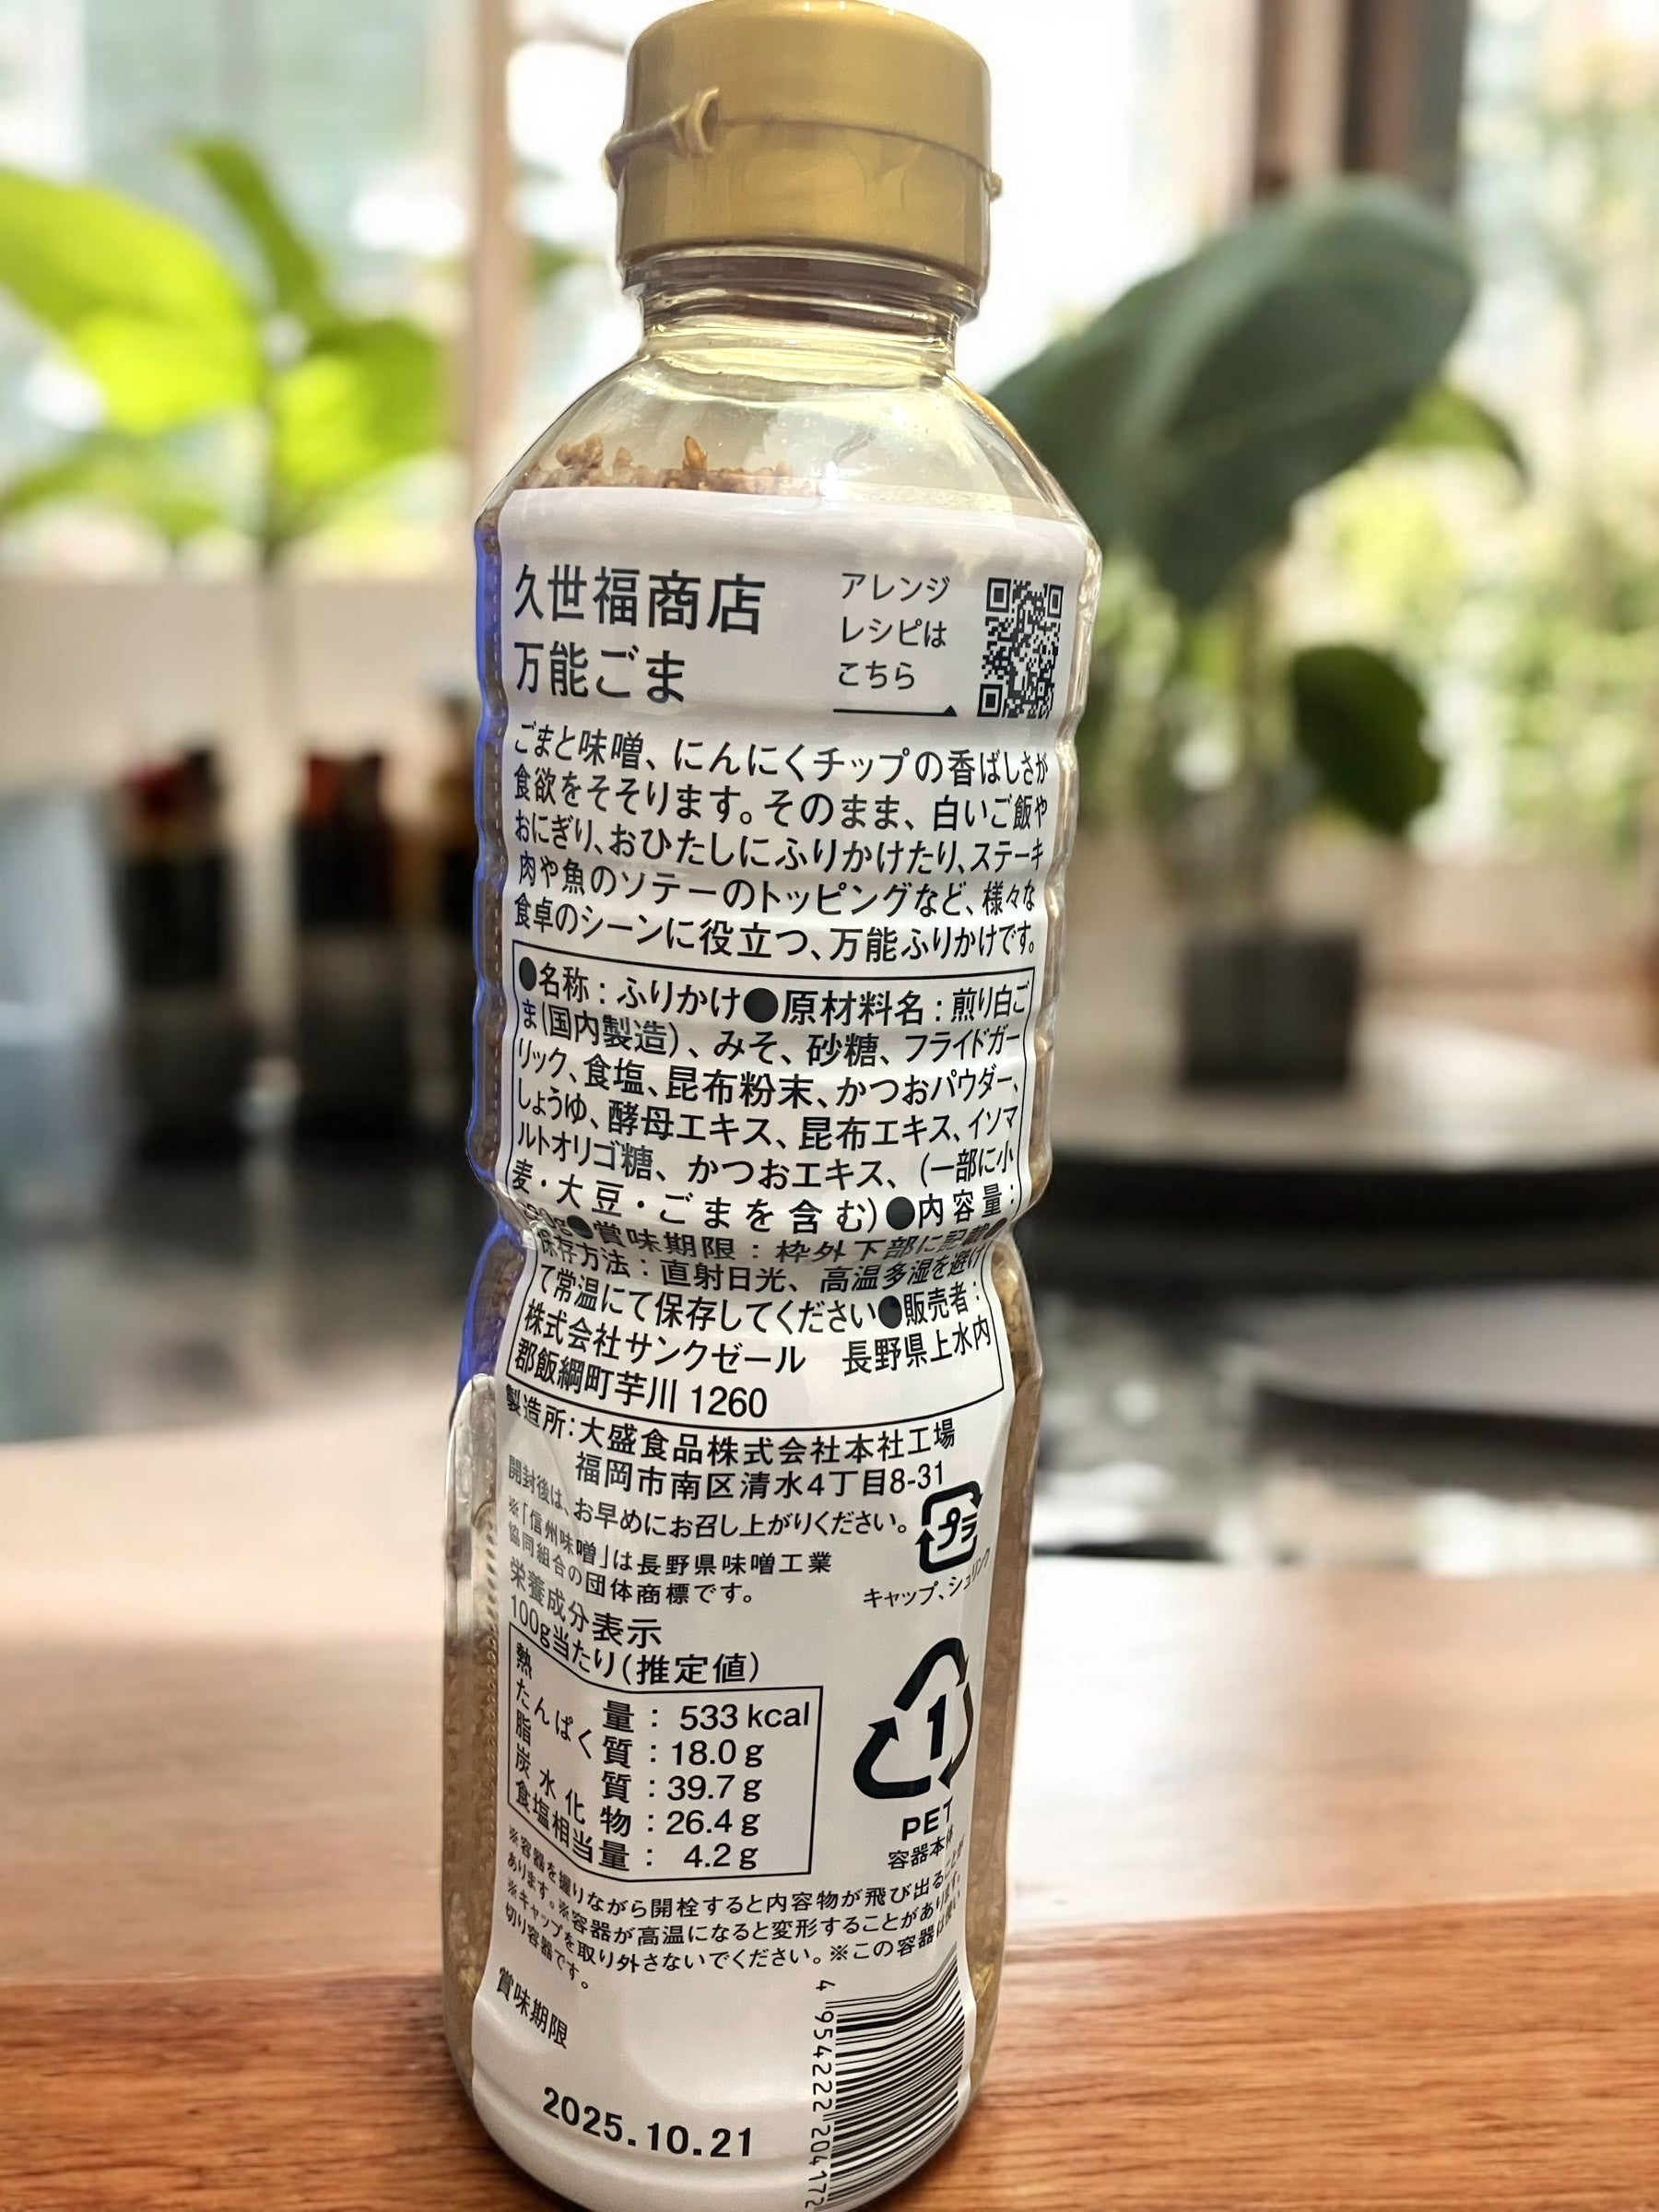 久世福商店
万能ごま
アレンジ
レシピは
こちら
ごまと味噌、にんにくチップの香ばしさが
食欲をそそります。そのまま、白いご飯や
おにぎり、おひたしにふりかけたり、ステーキ
肉や魚のソテーのトッピングなど、様々な
食卓のシーンに役立つ、万能ふりかけです。
●名称：ふりかけ●原材料名：煎り白ご
ま(国内製造)、みそ、砂糖、フライドガー
リック、食塩、昆布粉末、かつおパウダー、
しょうゆ、酵母エキス、昆布エキス、イソマ
ルトオリゴ糖、かつおエキス、(一部に小
麦・大豆・ごまを含む)●内容量：
●賞味期限：枠外下部に記載●
保存方法：直射日光、高温多湿を避け
て常温にて保存してください●販売者：
株式会社サンクゼール 長野県上水内
郡飯綱町芋川 1260
製造所：大盛食品株式会社本社工場
福岡市南区清水4丁目8-31
開封後は、お早めにお召し上がりください。
※「信州味噌」は長野県味噌工業
協同組合の団体商標です。
プラ
キャップ、シュリンク
栄養成分表示
100g当たり(推定値)
熱量：533kcal
たんぱく質：18.0g
脂質：39.7g
炭水化物：26.4g
食塩相当量：4.2g
1
PET
容器本体
※容器を握りながら開栓すると内容物が飛び出ることが
あります。※容器が高温になると変形することがあります。
※キャップを取り外さないでください。※この容器は使い
切り容器です。
賞味期限
2025.10.21
4 954222 204172